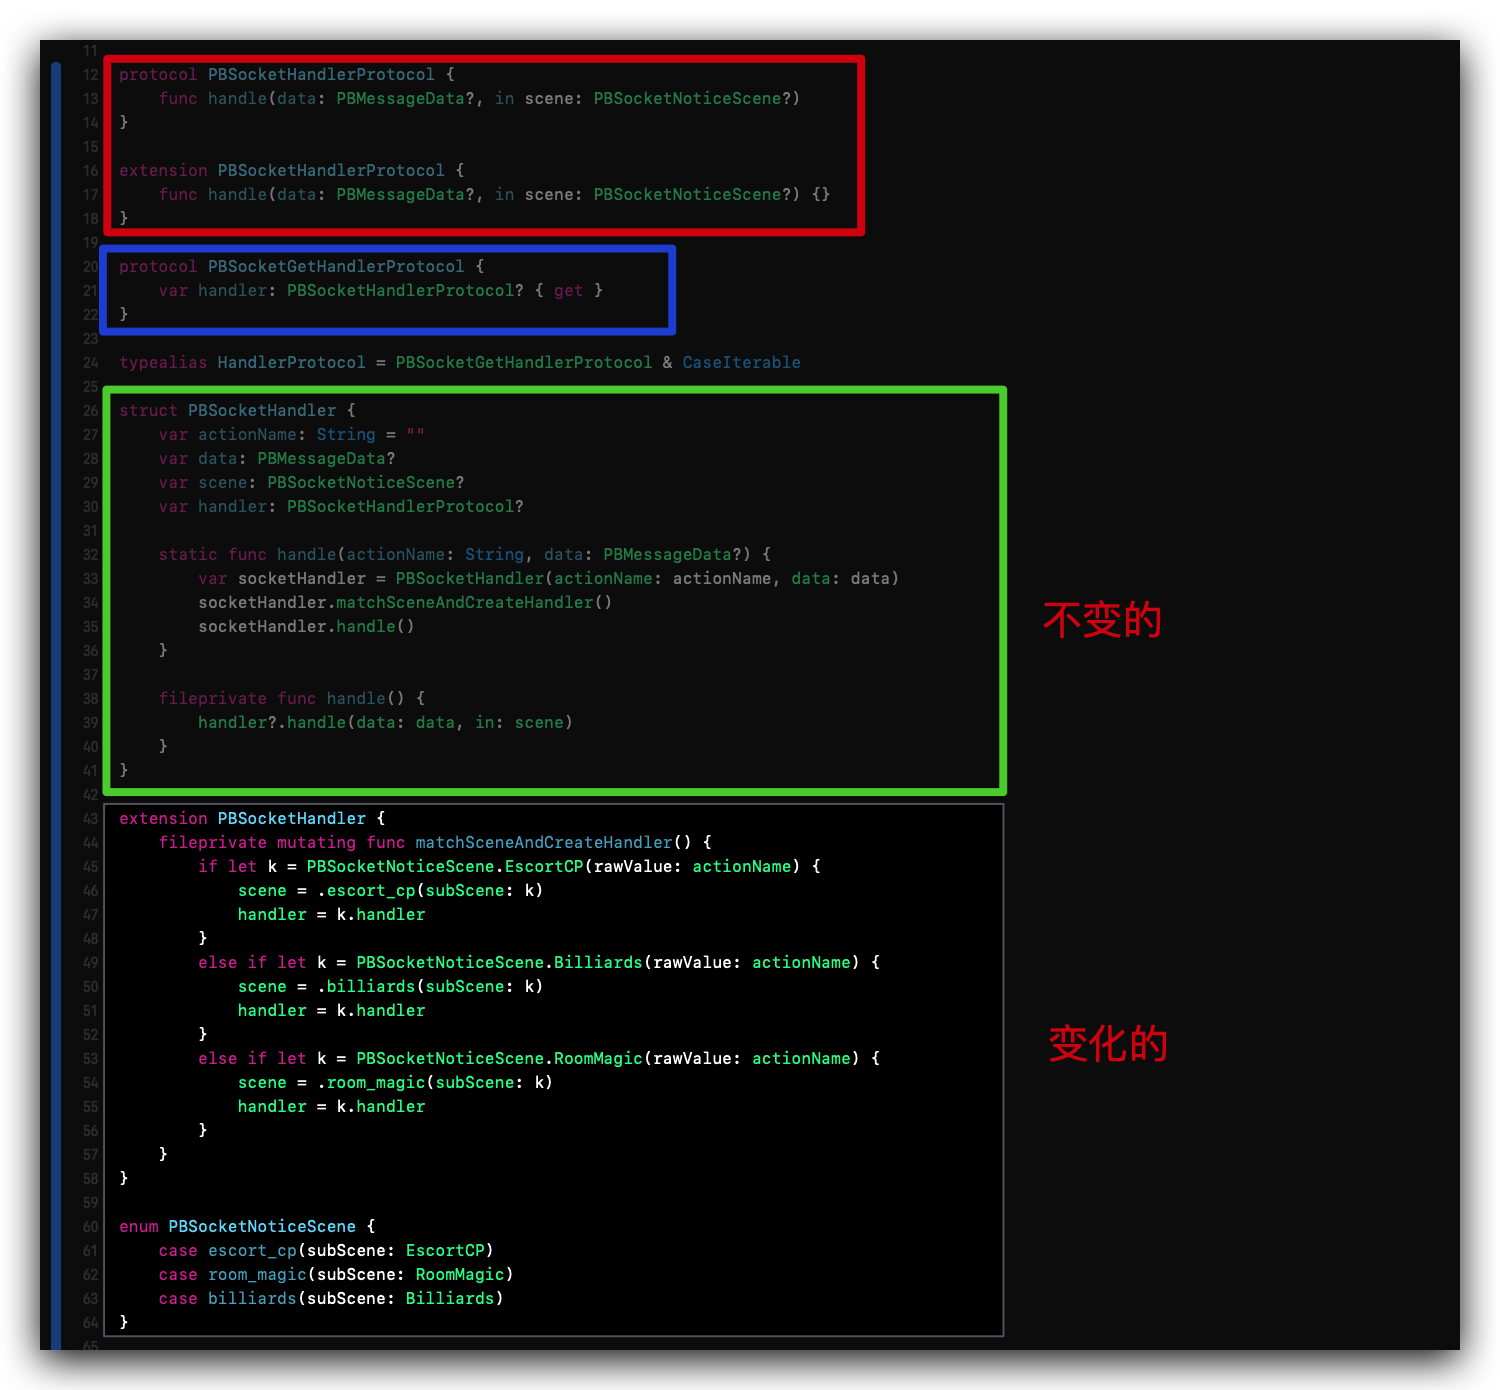 11
12 protocol PBSocketHandlerProtocol {
13     func handle(data: PBMessageData?, in scene: PBSocketNoticeScene?)
14 }
15
16 extension PBSocketHandlerProtocol {
17     func handle(data: PBMessageData?, in scene: PBSocketNoticeScene?) {}
18 }
19
20 protocol PBSocketGetHandlerProtocol {
21     var handler: PBSocketHandlerProtocol? { get }
22 }
23
24 typealias HandlerProtocol = PBSocketGetHandlerProtocol & CaseIterable
25
26 struct PBSocketHandler {
27     var actionName: String = ""
28     var data: PBMessageData?
29     var scene: PBSocketNoticeScene?
30     var handler: PBSocketHandlerProtocol?
31
32     static func handle(actionName: String, data: PBMessageData?) {
33         var socketHandler = PBSocketHandler(actionName: actionName, data: data)
34         socketHandler.matchSceneAndCreateHandler()
不变的
35         socketHandler.handle()
36     }
37
38     fileprivate func handle() {
39         handler?.handle(data: data, in: scene)
40     }
41 }
42
43 extension PBSocketHandler {
44     fileprivate mutating func matchSceneAndCreateHandler() {
45         if let k = PBSocketNoticeScene.EscortCP(rawValue: actionName) {
46             scene = .escort_cp(subScene: k)
47             handler = k.handler
48         }
49         else if let k = PBSocketNoticeScene.Billiards(rawValue: actionName) {
50             scene = .billiards(subScene: k)
51             handler = k.handler
52         }
变化的
53         else if let k = PBSocketNoticeScene.RoomMagic(rawValue: actionName) {
54             scene = .room_magic(subScene: k)
55             handler = k.handler
56         }
57     }
58 }
59
60 enum PBSocketNoticeScene {
61     case escort_cp(subScene: EscortCP)
62     case room_magic(subScene: RoomMagic)
63     case billiards(subScene: Billiards)
64 }
65